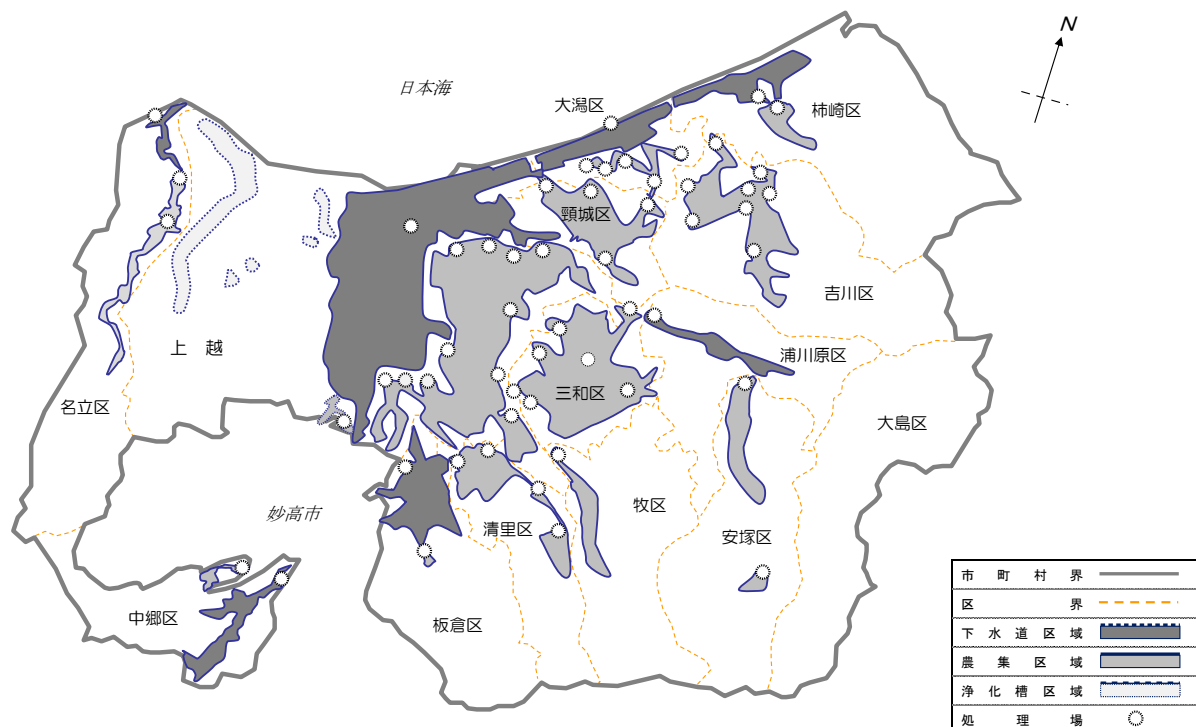 N
日本海
大潟区
柿崎区
頸城区
吉川区
上 越
浦川原区
三和区
名立区
大島区
妙高市
牧区
清里区
安塚区
中郷区
板倉区
市町村界
区界
下水道区域
農集区域
浄化槽区域
処理場